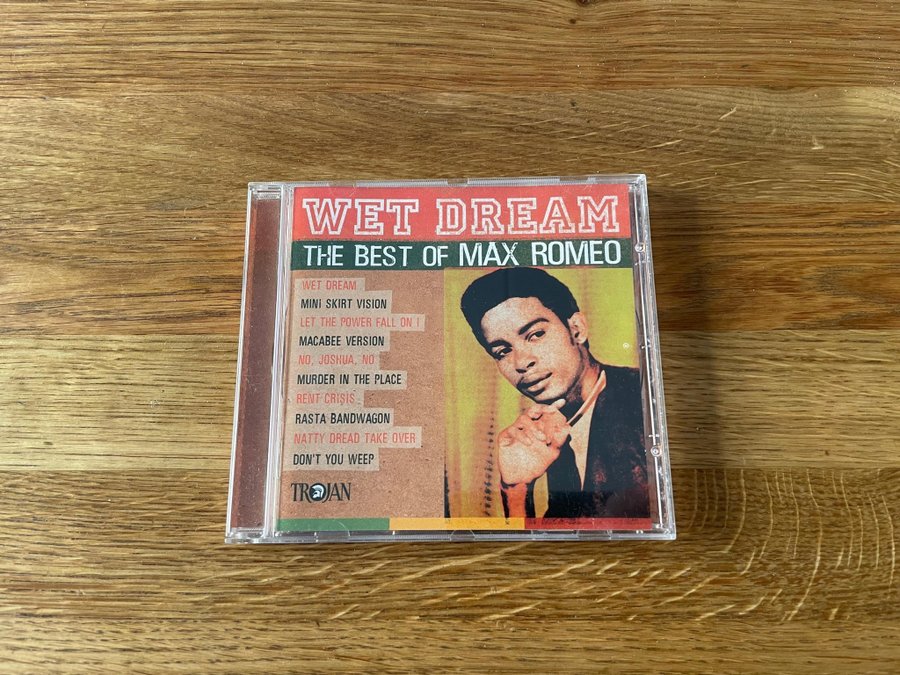 WET DREAM
THE BEST OF MAX ROMEO
WET DREAM
MINI SKIRT VISION
LET THE POWER FALL ON I
MACABEE VERSION
NO, JOSHUA, NO
MURDER IN THE PLACE
RENT CRISIS
RASTA BANDWAGON
NATTY DREAD TAKE OVER
DON'T YOU WEEP
TROJAN